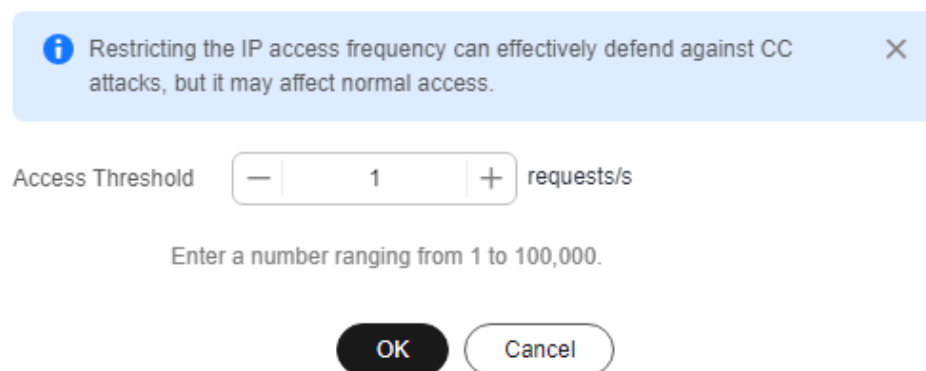 Restricting the IP access frequency can effectively defend against CC
attacks, but it may affect normal access.
Access Threshold 1 requests/s
Enter a number ranging from 1 to 100,000.
OK Cancel